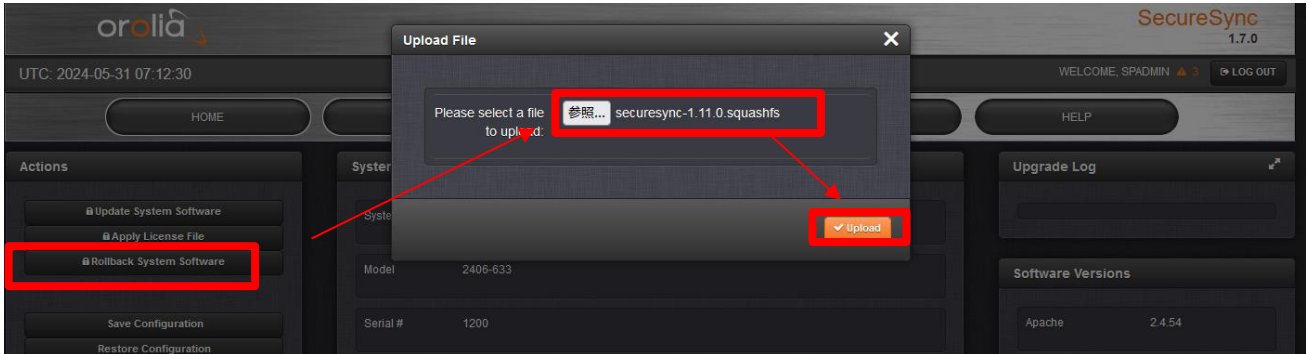 orolia
SecureSync
1.7.0
UTC: 2024-05-31 07:12:30
WELCOME, SPADMIN 3 LOG OUT
HOME
HELP
Upload File
Please select a file
to upload:
参照... securesync-1.11.0.squashfs
Upload
Actions
Update System Software
Apply License File
Rollback System Software
Save Configuration
Restore Configuration
Model 2406-633
Serial # 1200
Upgrade Log
Software Versions
Apache 2.4.54